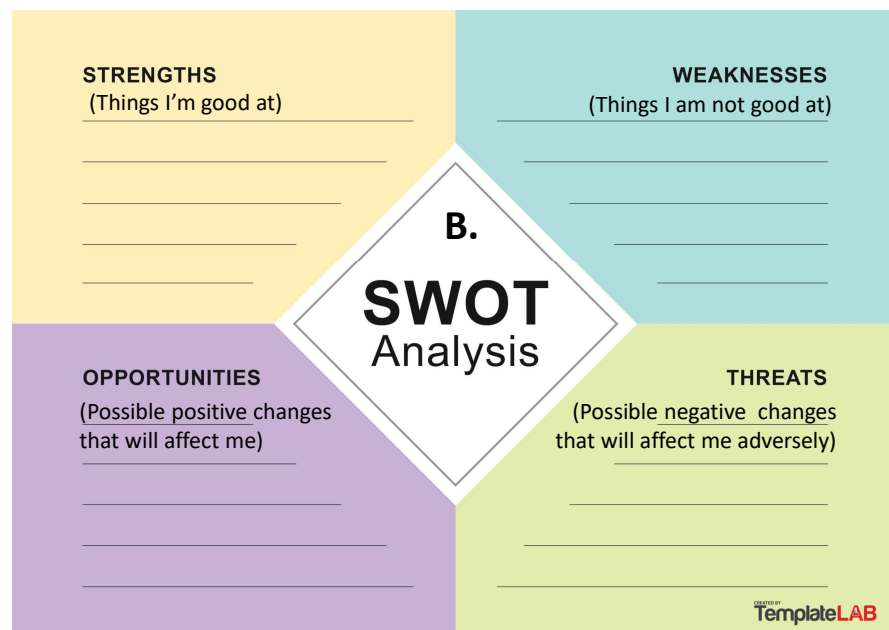 STRENGTHS
(Things I’m good at)
WEAKNESSES
(Things I am not good at)
B.
SWOT
Analysis
OPPORTUNITIES
(Possible positive changes
that will affect me)
THREATS
(Possible negative  changes
that will affect me adversely)
CREATED BY
TemplateLAB